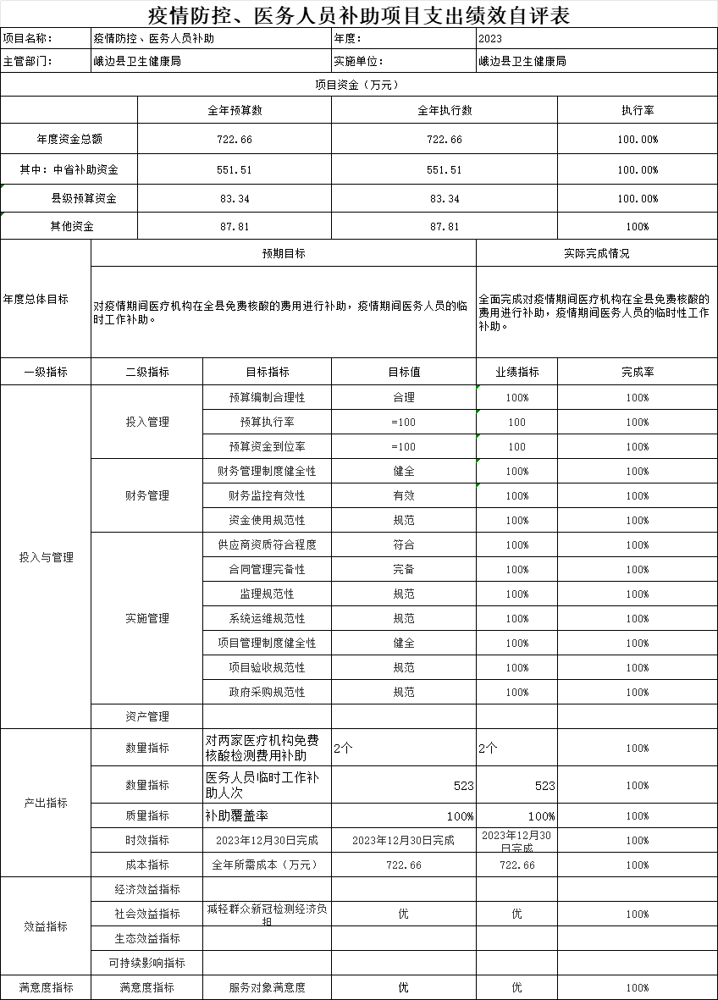 疫情防控、医务人员补助项目支出绩效自评表
项目名称： 疫情防控、医务人员补助 年度： 2023
主管部门： 峨边县卫生健康局 实施单位： 峨边县卫生健康局
项目资金（万元）
全年预算数 全年执行数 执行率
年度资金总额 722.66 722.66 100.00%
其中：中省补助资金 551.51 551.51 100.00%
县级预算资金 83.34 83.34 100.00%
其他资金 87.81 87.81 100%
年度总体目标 预期目标 实际完成情况
对疫情期间医疗机构在全县免费核酸的费用进行补助，疫情期间医务人员的临
时工作补助。
全面完成对疫情期间医疗机构在全县免费核酸的
费用进行补助，疫情期间医务人员的临时性工作
补助。
一级指标 二级指标 目标指标 目标值 业绩指标 完成率
投入与管理 投入管理 预算编制合理性 合理 100% 100%
预算执行率 =100 100 100%
预算资金到位率 =100 100 100%
财务管理 财务管理制度健全性 健全 100% 100%
财务监控有效性 有效 100% 100%
资金使用规范性 规范 100% 100%
实施管理 供应商资质符合程度 符合 100% 100%
合同管理完备性 完备 100% 100%
监理规范性 规范 100% 100%
系统运维规范性 规范 100% 100%
项目管理制度健全性 健全 100% 100%
项目验收规范性 规范 100% 100%
政府采购规范性 规范 100% 100%
资产管理
产出指标 数量指标 对两家医疗机构免费
核酸检测费用补助 2个 2个 100%
数量指标 医务人员临时工作补
助人次 523 523 100%
质量指标 补助覆盖率 100% 100% 100%
时效指标 2023年12月30日完成 2023年12月30日完成 2023年12月30
日完成 100%
成本指标 全年所需成本（万元） 722.66 722.66 100%
效益指标 经济效益指标
社会效益指标 减轻群众新冠检测经济负
担 优 优 100%
生态效益指标
可持续影响指标
满意度指标 满意度指标 服务对象满意度 优 优 100%